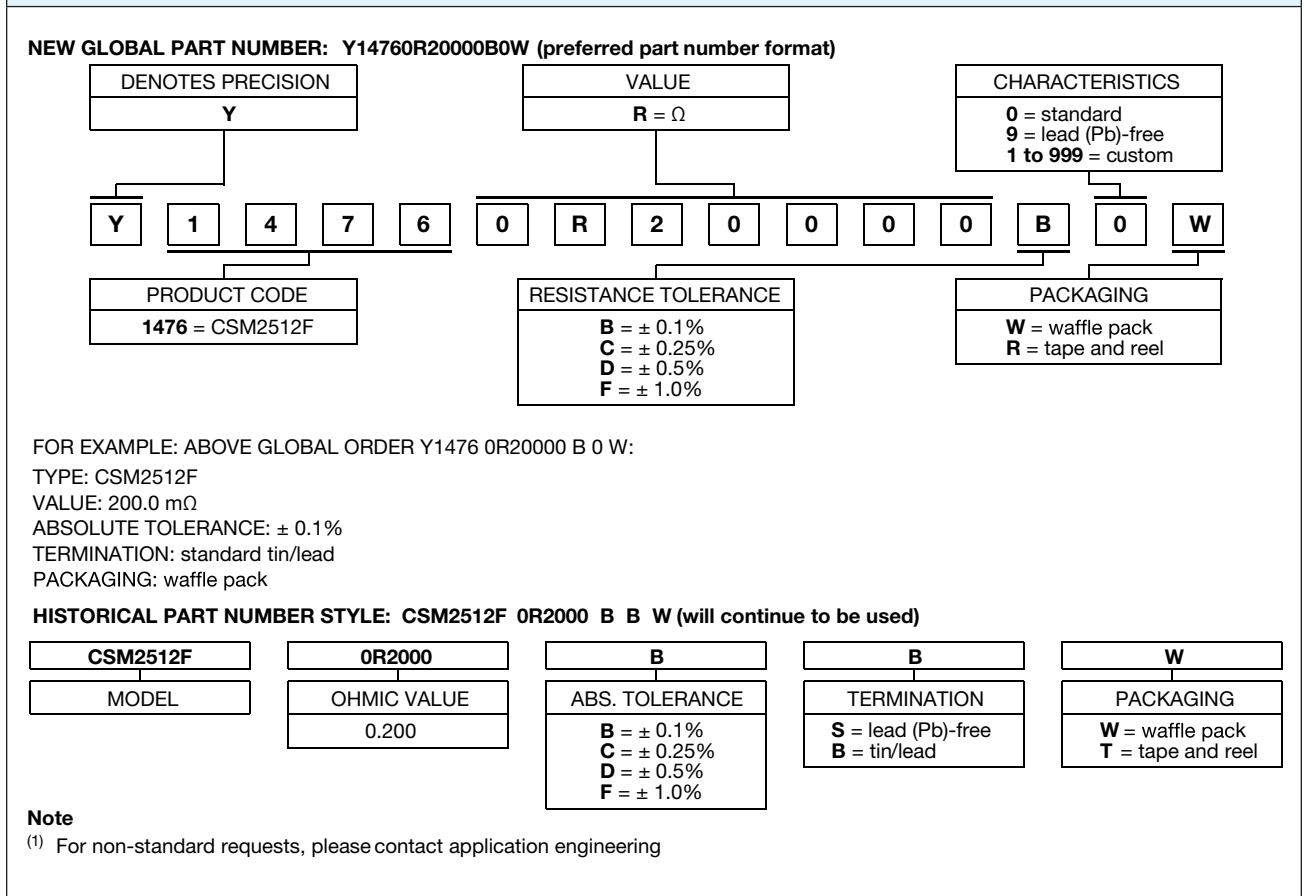 NEW GLOBAL PART NUMBER: Y14760R20000B0W (preferred part number format)
DENOTES PRECISION
Y
VALUE
R = Ω
CHARACTERISTICS
0 = standard
9 = lead (Pb)-free
1 to 999 = custom
Y 1 4 7 6 0 R 2 0 0 0 0 B 0 W
PRODUCT CODE
1476 = CSM2512F
RESISTANCE TOLERANCE
B = ± 0.1%
C = ± 0.25%
D = ± 0.5%
F = ± 1.0%
PACKAGING
W = waffle pack
R = tape and reel
FOR EXAMPLE: ABOVE GLOBAL ORDER Y1476 0R20000 B 0 W:
TYPE: CSM2512F
VALUE: 200.0 mΩ
ABSOLUTE TOLERANCE: ± 0.1%
TERMINATION: standard tin/lead
PACKAGING: waffle pack
HISTORICAL PART NUMBER STYLE: CSM2512F 0R2000 B B W (will continue to be used)
CSM2512F
MODEL
0R2000
OHMIC VALUE
0.200
B
ABS. TOLERANCE
B = ± 0.1%
C = ± 0.25%
D = ± 0.5%
F = ± 1.0%
B
TERMINATION
S = lead (Pb)-free
B = tin/lead
W
PACKAGING
W = waffle pack
T = tape and reel
Note
(1) For non-standard requests, please contact application engineering